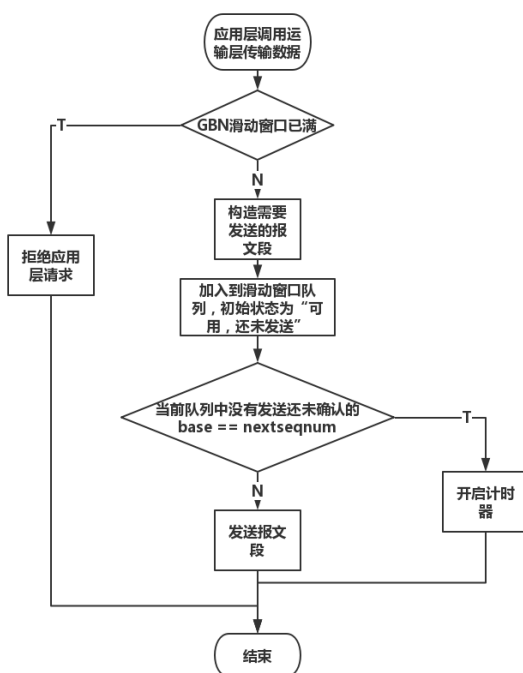 应用层调用运
输层传输数据
GBN滑动窗口已满
T
N
构造需要
发送的报
文段
拒绝应用
层请求
加入到滑动窗口队
列，初始状态为“可
用，还未发送”
当前队列中没有发送还未确认的
base == nextseqnum
T
N
开启计时
器
发送报文
段
结束